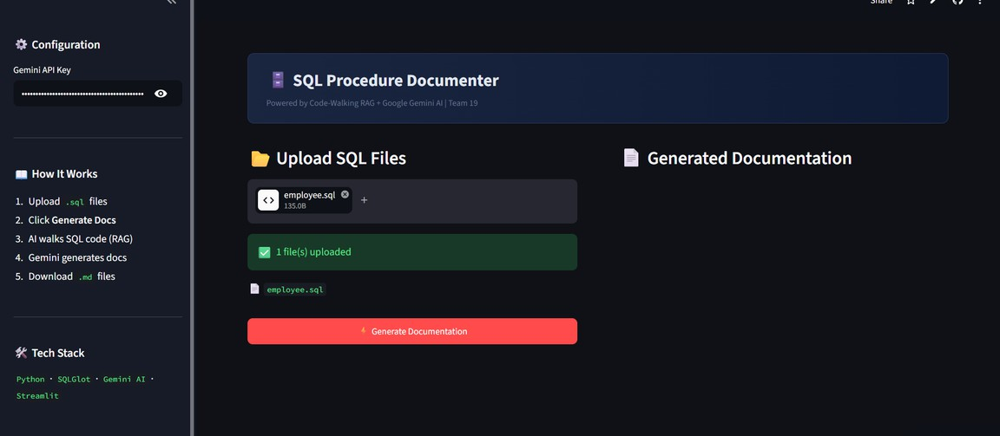 Share
Configuration
Gemini API Key
How It Works
1. Upload .sql files
2. Click Generate Docs
3. AI walks SQL code (RAG)
4. Gemini generates docs
5. Download .md files
Tech Stack
Python · SQLGlot · Gemini AI ·
Streamlit
SQL Procedure Documenter
Powered by Code-Walking RAG + Google Gemini AI | Team 19
Upload SQL Files
employee.sql
135.0B
1 file(s) uploaded
employee.sql
Generate Documentation
Generated Documentation